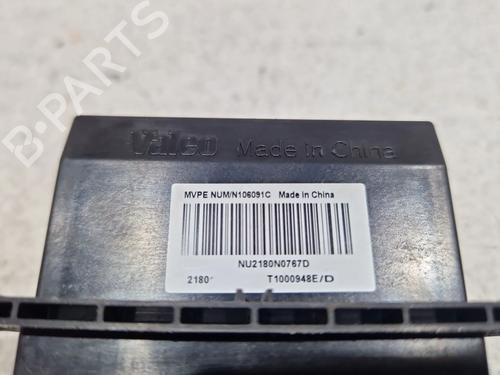 B-PARTS
Valeo Made in China
MVPE NUM/N106091C Made in China
NU2180N0767D
2180 T1000948E/D